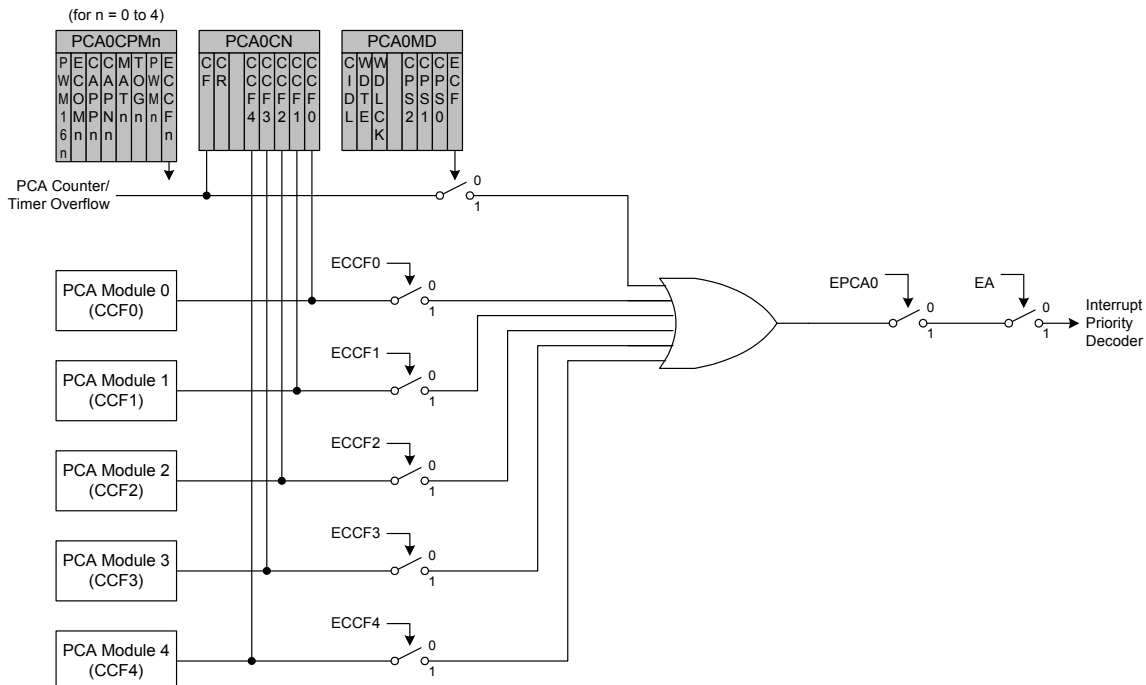 (for n = 0 to 4)
PCA0CPMn
PWM16n
ECOMn
CAPPn
CAPNn
MATn
TOGn
PWMn
ECCFn
PCA0CN
CF
CR
CCF4
CCF3
CCF2
CCF1
CCF0
PCA0MD
CIDL
WDTE
WDLCK
CPS2
CPS1
CPS0
ECF
PCA Counter/
Timer Overflow
0
1
PCA Module 0
(CCF0)
ECCF0
0
1
EPCA0
0
1
EA
0
1
Interrupt
Priority
Decoder
PCA Module 1
(CCF1)
ECCF1
0
1
PCA Module 2
(CCF2)
ECCF2
0
1
PCA Module 3
(CCF3)
ECCF3
0
1
PCA Module 4
(CCF4)
ECCF4
0
1